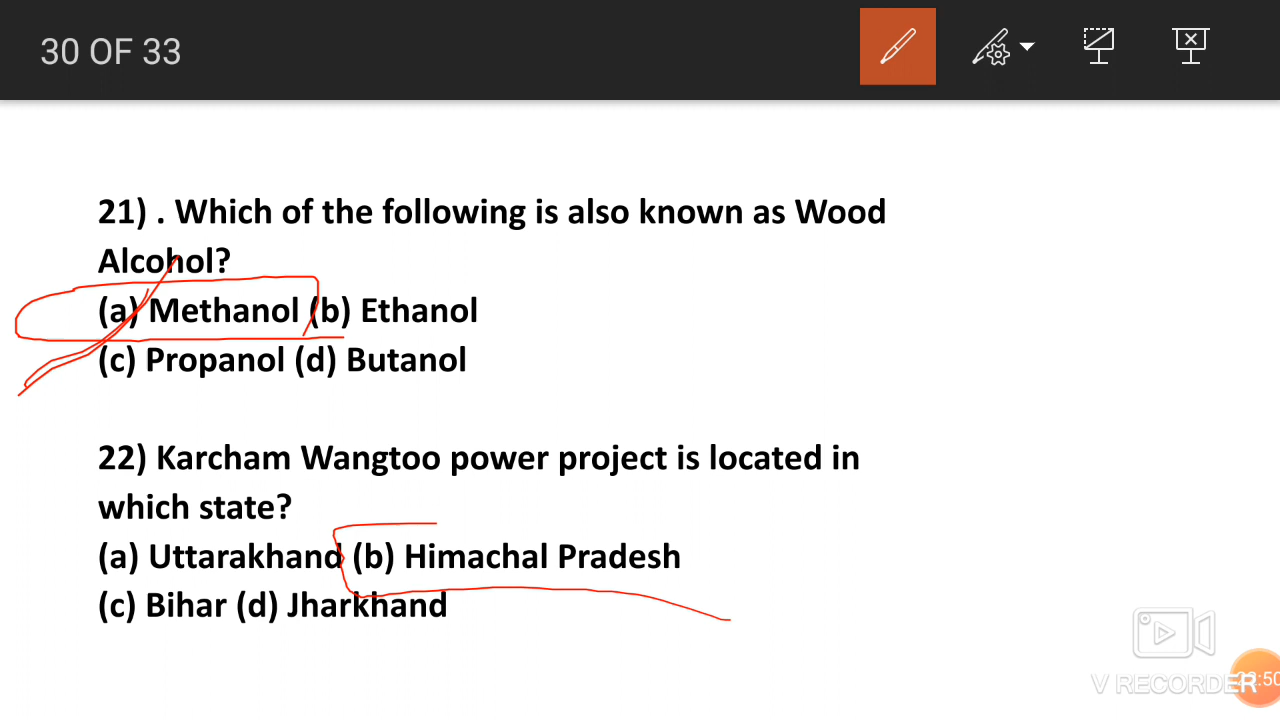 30 OF 33
21) . Which of the following is also known as Wood
Alcohol?
(a) Methanol (b) Ethanol
(c) Propanol (d) Butanol
22) Karcham Wangtoo power project is located in
which state?
(a) Uttarakhand (b) Himachal Pradesh
(c) Bihar (d) Jharkhand
V RECORDER